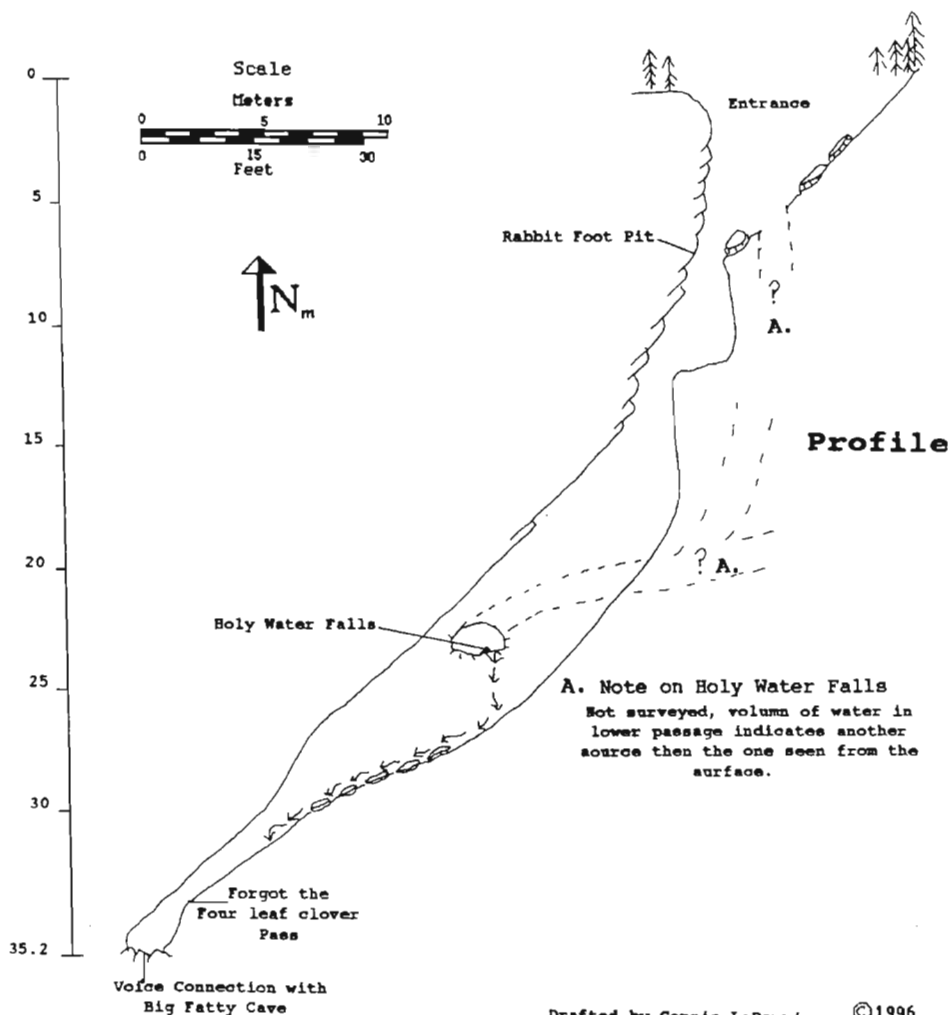 Scale
Meters
0 5 10
0 15 30
Feet
0
5
10
15
20
25
30
35.2
Entrance
Rabbit Foot Pit
Nm
?
A.
Profile
? A.
Holy Water Falls
A. Note on Holy Water Falls
Not surveyed, volumn of water in
lower passage indicates another
source then the one seen from the
surface.
Forgot the
Four leaf clover
Pass
Voice Connection with
Big Fatty Cave
Drafted by
©1996